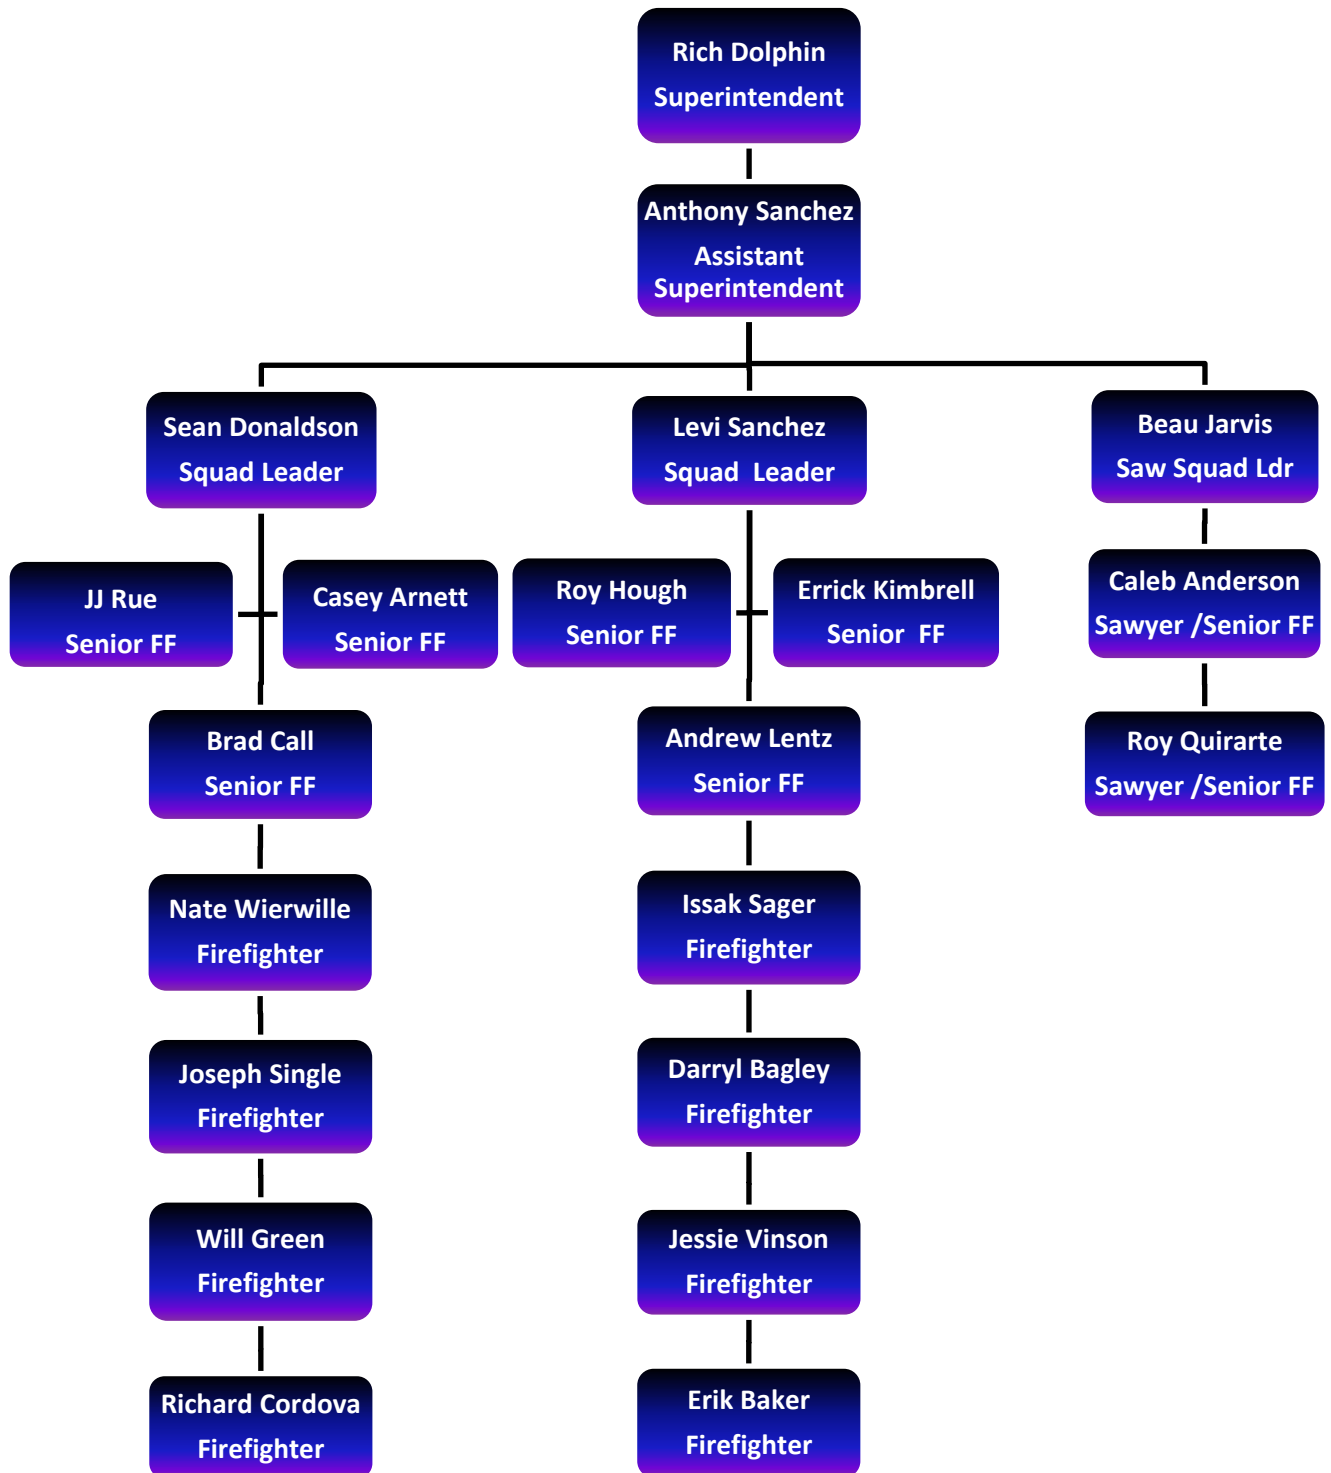 Rich Dolphin
Superintendent
Anthony Sanchez
Assistant
Superintendent
Sean Donaldson
Squad Leader
Levi Sanchez
Squad  Leader
Beau Jarvis
Saw Squad Ldr
JJ Rue
Senior FF
Casey Arnett
Senior FF
Roy Hough
Senior FF
Errick Kimbrell
Senior  FF
Caleb Anderson
Sawyer /Senior FF
Brad Call
Senior FF
Andrew Lentz
Senior FF
Roy Quirarte
Sawyer /Senior FF
Nate Wierwille
Firefighter
Issak Sager
Firefighter
Joseph Single
Firefighter
Darryl Bagley
Firefighter
Will Green
Firefighter
Jessie Vinson
Firefighter
Richard Cordova
Firefighter
Erik Baker
Firefighter